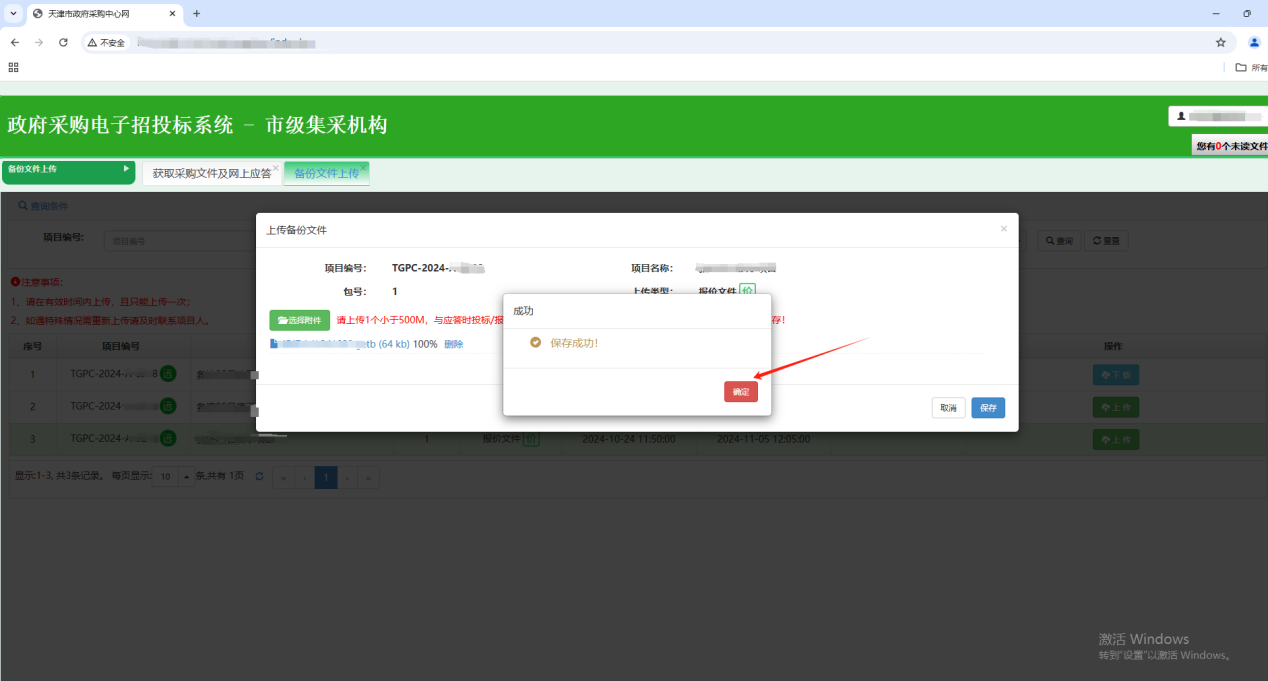 天津市政府采购中心网
不安全
所有
政府采购电子招投标系统 － 市级集采机构
您有0个未读文件
备份文件上传
获取采购文件及网上应答
备份文件上传
查询条件
项目编号:
项目编号
查询
重置
注意事项:
1、请在有效时间内上传，且只能上传一次;
2、如遇特殊情况需重新上传请及时联系项目人。
上传备份文件
项目编号:
TGPC-2024-
项目名称:
包号:
1
上传类型:
报价文件 价
选择附件
请上传1个小于500M，与应答时投标/报
存!
(64 kb) 100% 删除
取消
保存
成功
保存成功!
确定
序号
项目编号
操作
1
TGPC-2024-
下载
2
TGPC-2024-
上传
3
TGPC-2024-
1
报价文件 价
2024-10-24 11:50:00
2024-11-05 12:05:00
上传
显示:1-3, 共3条记录。 每页显示: 10 条,共有 1页
« ‹ 1 › »
激活 Windows
转到"设置"以激活 Windows。